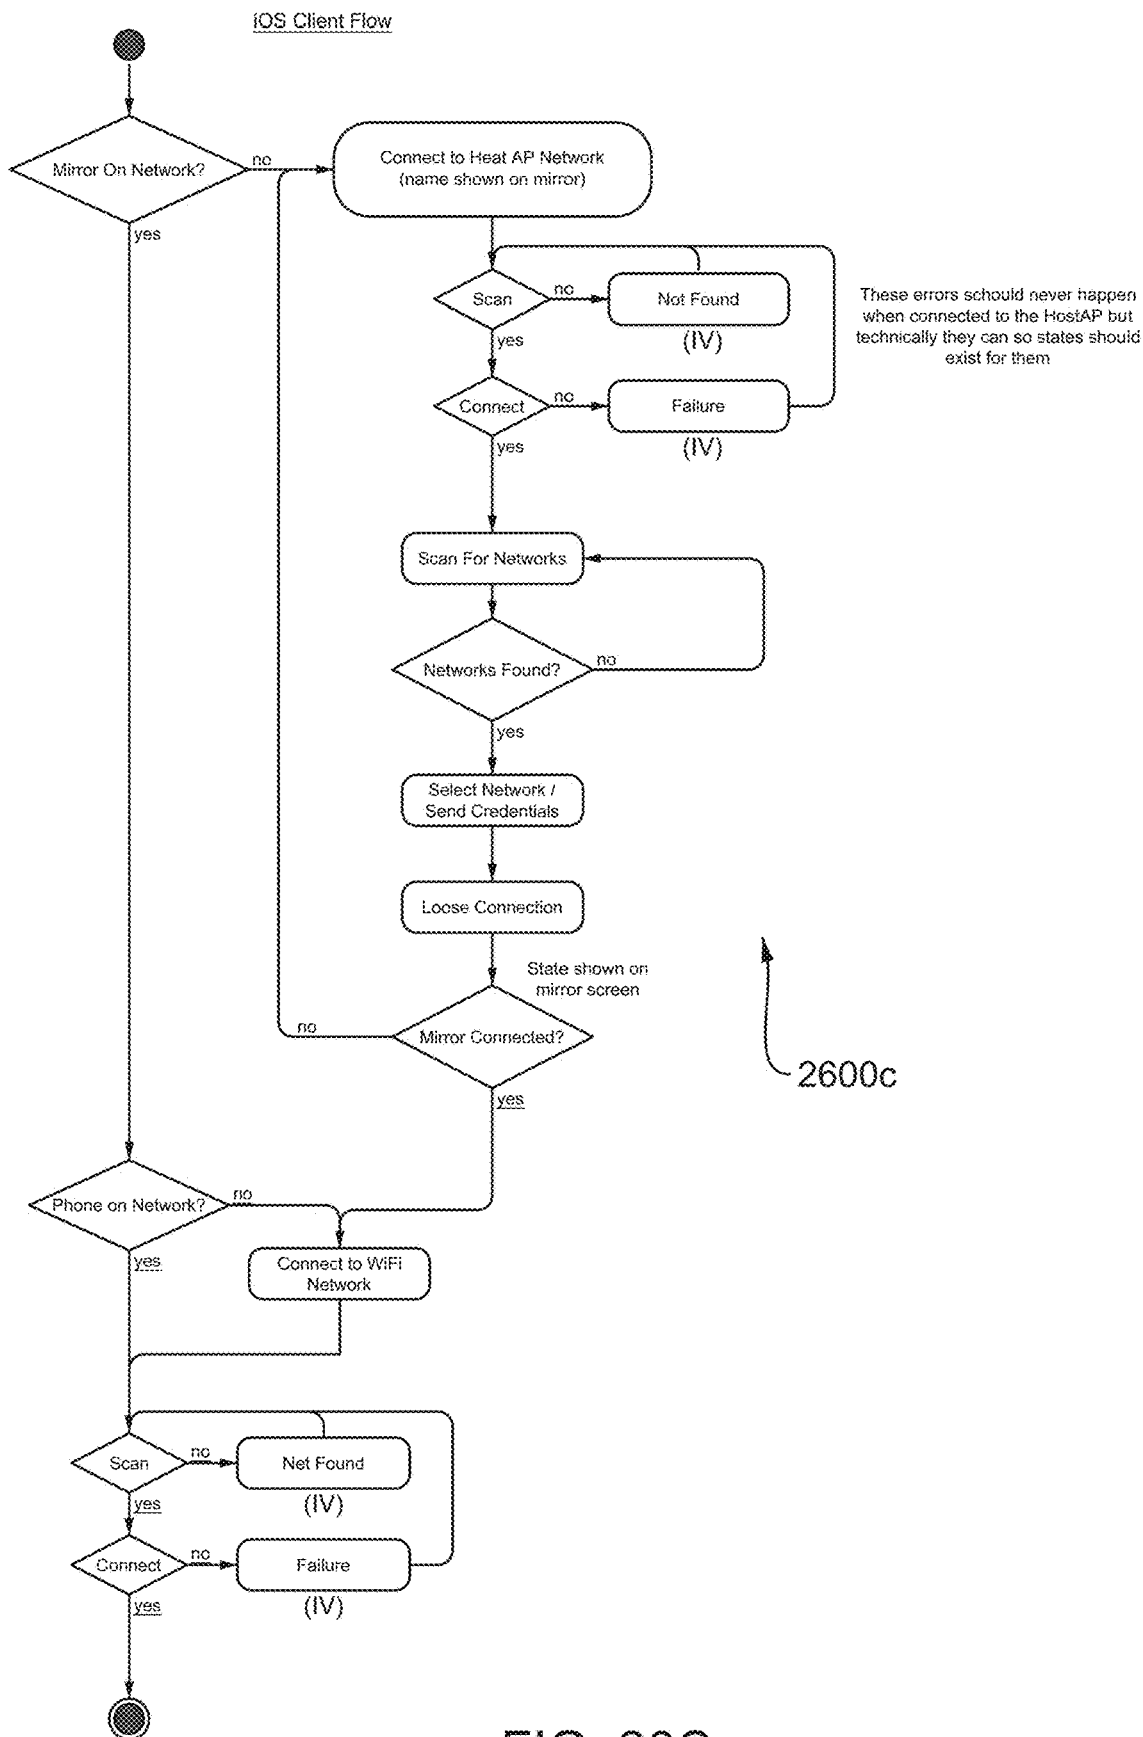 iOS Client Flow
Mirror On Network?
no
yes
Connect to Heat AP Network
(name shown on mirror)
Scan
no
Not Found
(IV)
yes
Connect
no
Failure
(IV)
yes
These errors schould never happen
when connected to the HostAP but
technically they can so states should
exist for them
Scan For Networks
Networks Found?
no
yes
Select Network /
Send Credentials
Loose Connection
State shown on
mirror screen
Mirror Connected?
no
yes
2600c
Phone on Network?
no
yes
Connect to WiFi
Network
Scan
no
Net Found
(IV)
yes
Connect
no
Failure
(IV)
yes